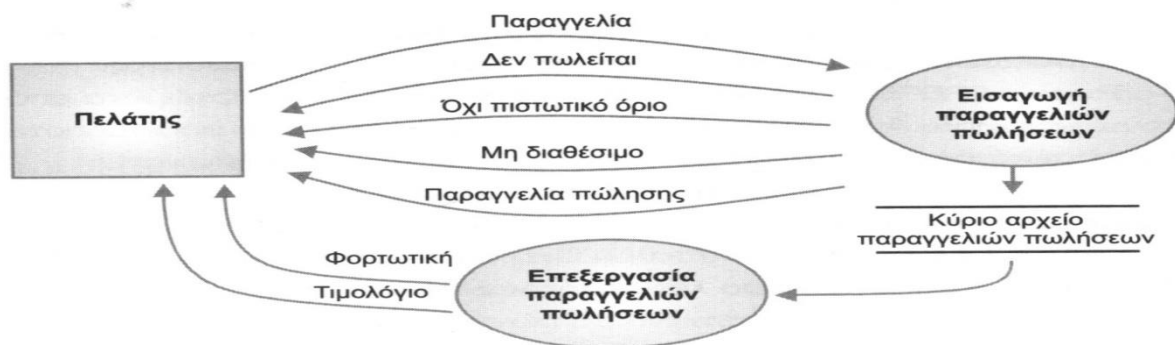 Παραγγελία
Δεν πωλείται
Όχι πιστωτικό όριο
Μη διαθέσιμο
Παραγγελία πώλησης
Πελάτης
Εισαγωγή
παραγγελιών
πωλήσεων
Κύριο αρχείο
παραγγελιών πωλήσεων
Φορτωτική
Τιμολόγιο
Επεξεργασία
παραγγελιών
πωλήσεων